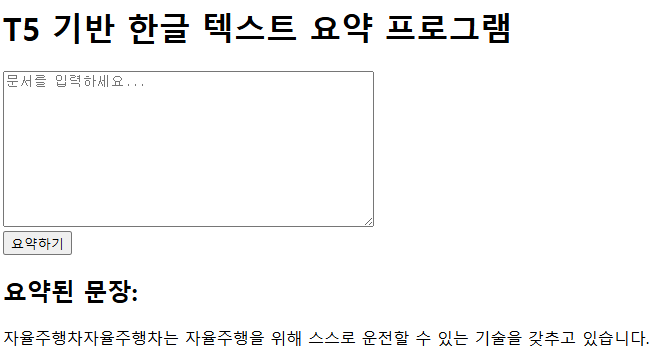 T5 기반 한글 텍스트 요약 프로그램
문서를 입력하세요...
요약하기
요약된 문장:
자율주행차자율주행차는 자율주행을 위해 스스로 운전할 수 있는 기술을 갖추고 있습니다.